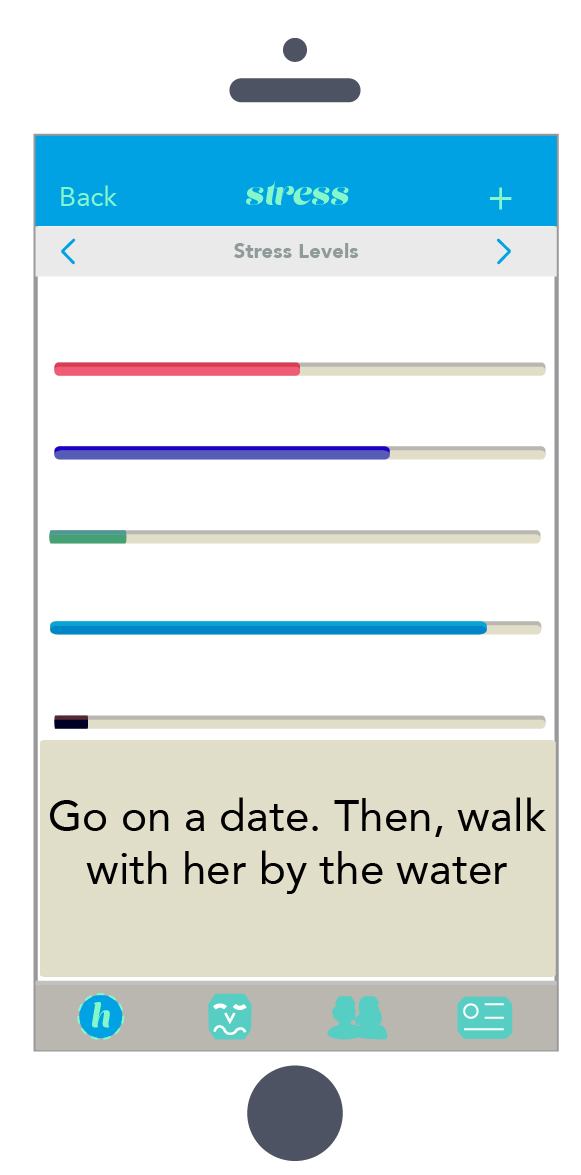 Back stress +
Stress Levels
Go on a date. Then, walk
with her by the water
h